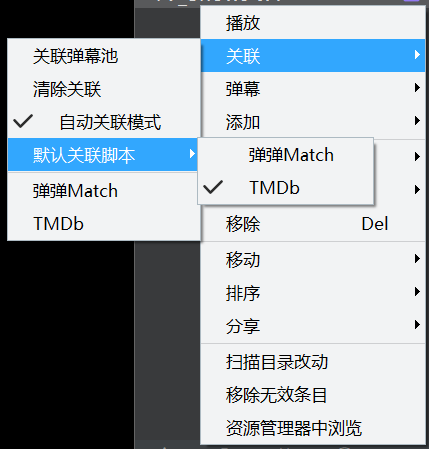 播放
关联
弹幕
添加
移除 Del
移动
排序
分享
扫描目录改动
移除无效条目
资源管理器中浏览
关联弹幕池
清除关联
自动关联模式
默认关联脚本
弹弹Match
TMDb
弹弹Match
TMDb